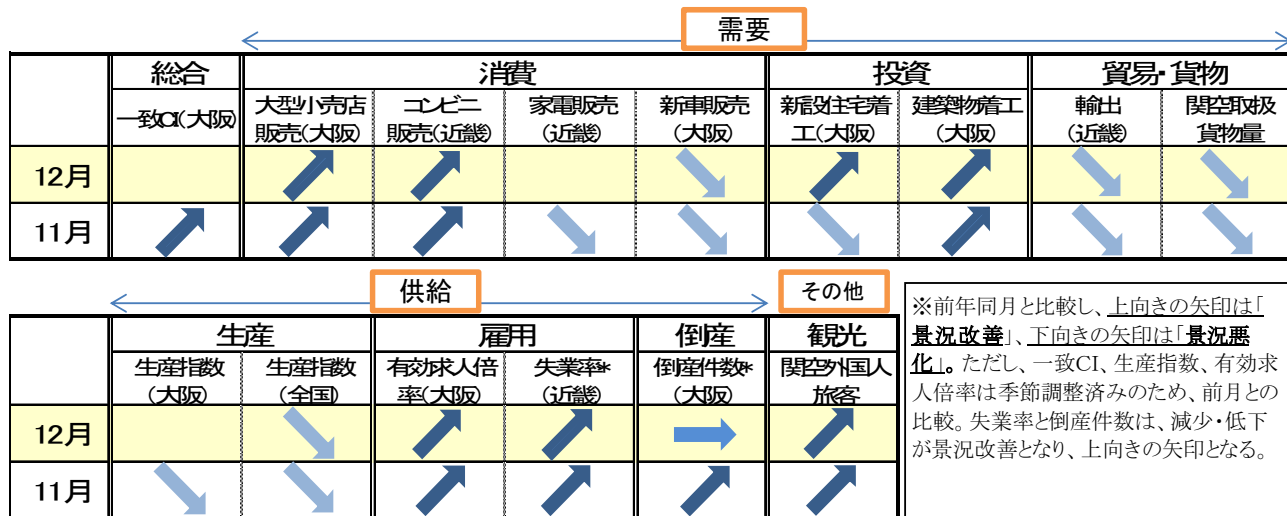 需要
総合 消費 投資 貿易・貨物
一致CI(大阪) 大型小売店販売(大阪) コンビニ販売(近畿) 家電販売(近畿) 新車販売(大阪) 新設住宅着工(大阪) 建築物着工(大阪) 輸出(近畿) 関空取扱貨物量
12月
11月
供給 その他
生産 雇用 倒産 観光
生産指数(大阪) 生産指数(全国) 有効求人倍率(大阪) 失業率*(近畿) 倒産件数*(大阪) 関空外国人旅客
12月
11月
※前年同月と比較し、上向きの矢印は「
景況改善」、下向きの矢印は「景況悪
化」。ただし、一致CI、生産指数、有効求
人倍率は季節調整済みのため、前月との
比較。失業率と倒産件数は、減少・低下
が景況改善となり、上向きの矢印となる。